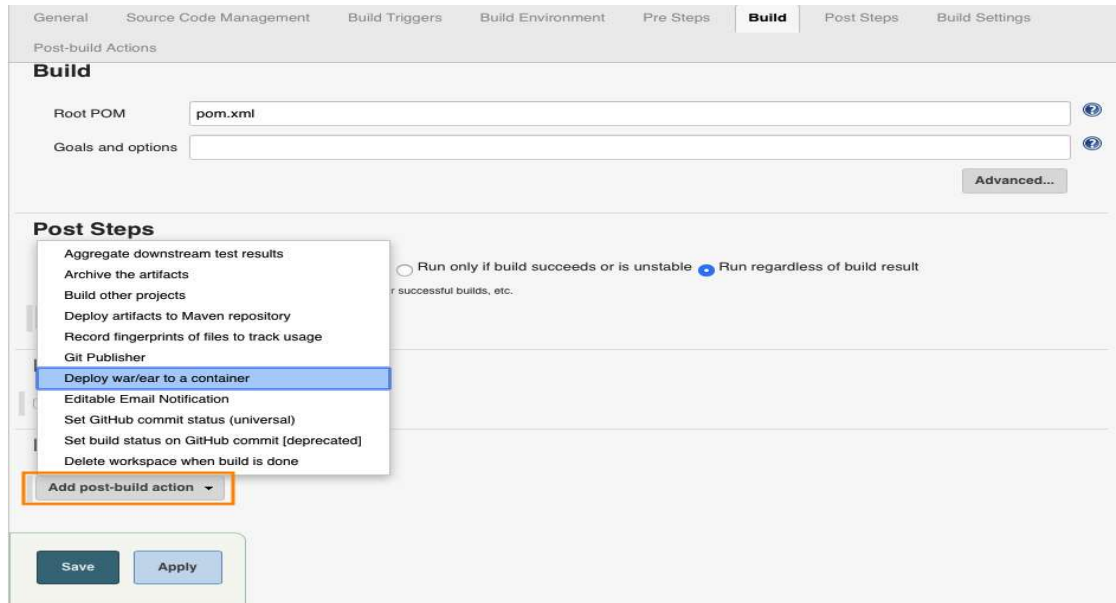 General Source Code Management Build Triggers Build Environment Pre Steps Build Post Steps Build Settings
Post-build Actions
Build
Root POM pom.xml
Goals and options
Advanced...
Post Steps
Run only if build succeeds or is unstable Run regardless of build result
successful builds, etc.
Aggregate downstream test results
Archive the artifacts
Build other projects
Deploy artifacts to Maven repository
Record fingerprints of files to track usage
Git Publisher
Deploy war/ear to a container
Editable Email Notification
Set GitHub commit status (universal)
Set build status on GitHub commit [deprecated]
Delete workspace when build is done
Add post-build action
Save Apply